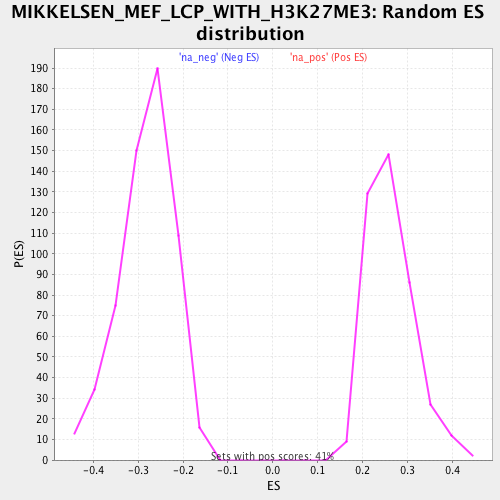 MIKKELSEN_MEF_LCP_WITH_H3K27ME3: Random ES
distribution
'na_neg' (Neg ES) 'na_pos' (Pos ES)
P(ES)
190
180
170
160
150
140
130
120
110
100
90
80
70
60
50
40
30
20
10
0
Sets with pos scores: 41%
-0.4 -0.3 -0.2 -0.1 0.0 0.1 0.2 0.3 0.4
ES